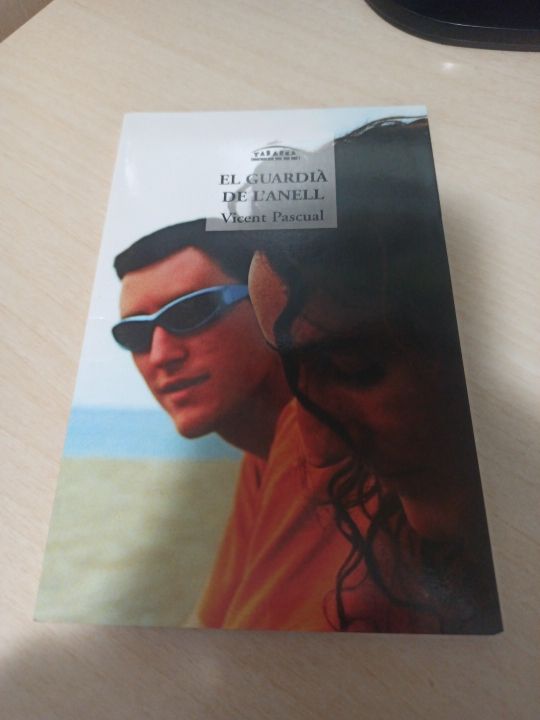 TABARCA
EL GUARDIÀ
DE L'ANELL
Vicent Pascual